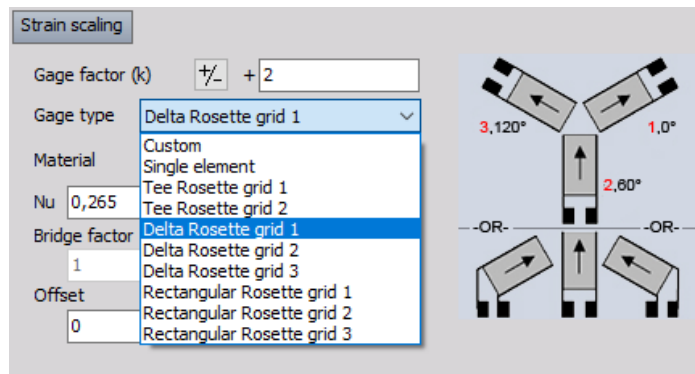 Strain scaling
Gage factor (k) +/- + 2
Gage type Delta Rosette grid 1
Custom
Material
Single element
Tee Rosette grid 1
Nu 0,265
Tee Rosette grid 2
Bridge factor
Delta Rosette grid 1
Delta Rosette grid 2
1
Delta Rosette grid 3
Offset
Rectangular Rosette grid 1
Rectangular Rosette grid 2
0
Rectangular Rosette grid 3
3,120° 1,0°
2,60°
-OR- -OR-